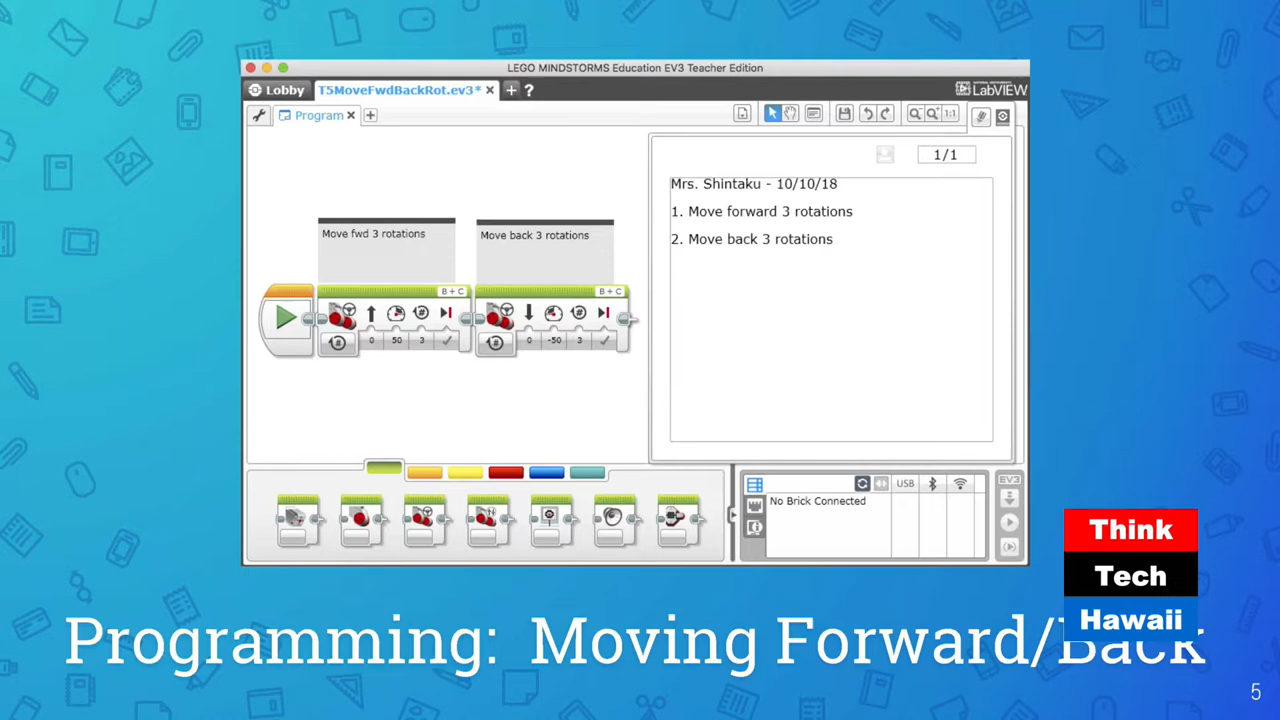 LEGO MINDSTORMS Education EV3 Teacher Edition
Lobby
T5MoveFwdBackRot.ev3*
?
LabVIEW
Program
1:1
1/1
Mrs. Shintaku - 10/10/18
1. Move forward 3 rotations
2. Move back 3 rotations
Move fwd 3 rotations
Move back 3 rotations
B + C
B + C
#
#
0 50 3
0 -50 3
#
#
USB
EV3
No Brick Connected
Think
Tech
Hawaii
Programming: Moving Forward/Back
5